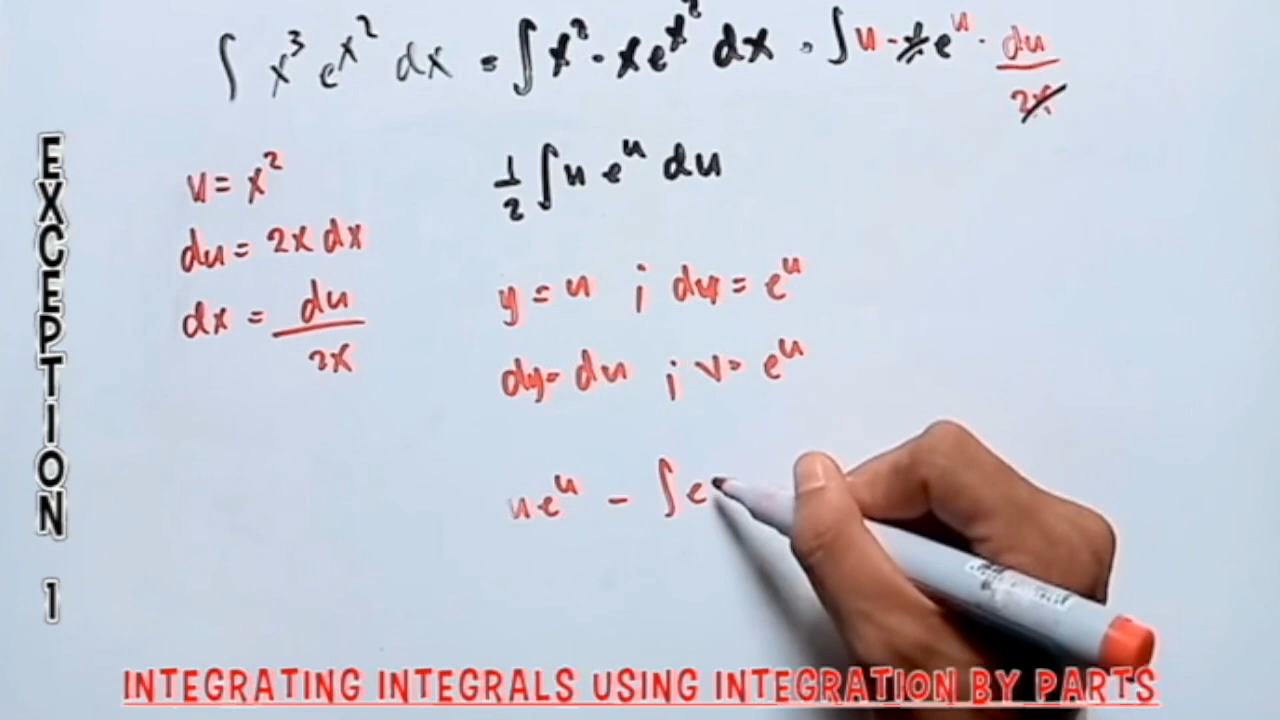 ∫ x³ e^x² dx = ∫ x² · x e^x² dx = ∫ u · x e^u · du/2x
u = x²
du = 2x dx
dx = du/2x
1/2 ∫ u e^u du
y = u ; dv = e^u
dy = du ; v = e^u
u e^u - ∫ e
EXCEPTION 1
INTEGRATING INTEGRALS USING INTEGRATION BY PARTS